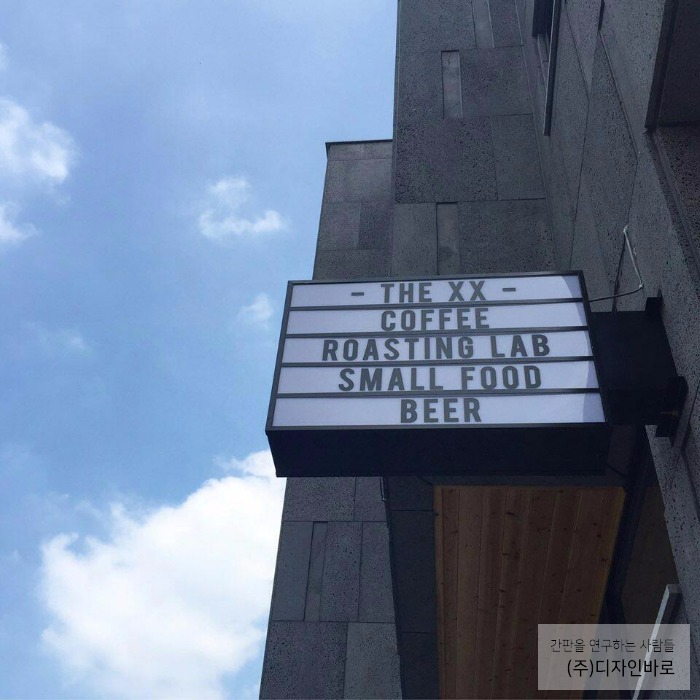 - THE XX -
COFFEE
ROASTING LAB
SMALL FOOD
BEER
간판을 연구하는 사람들
(주)디자인바로